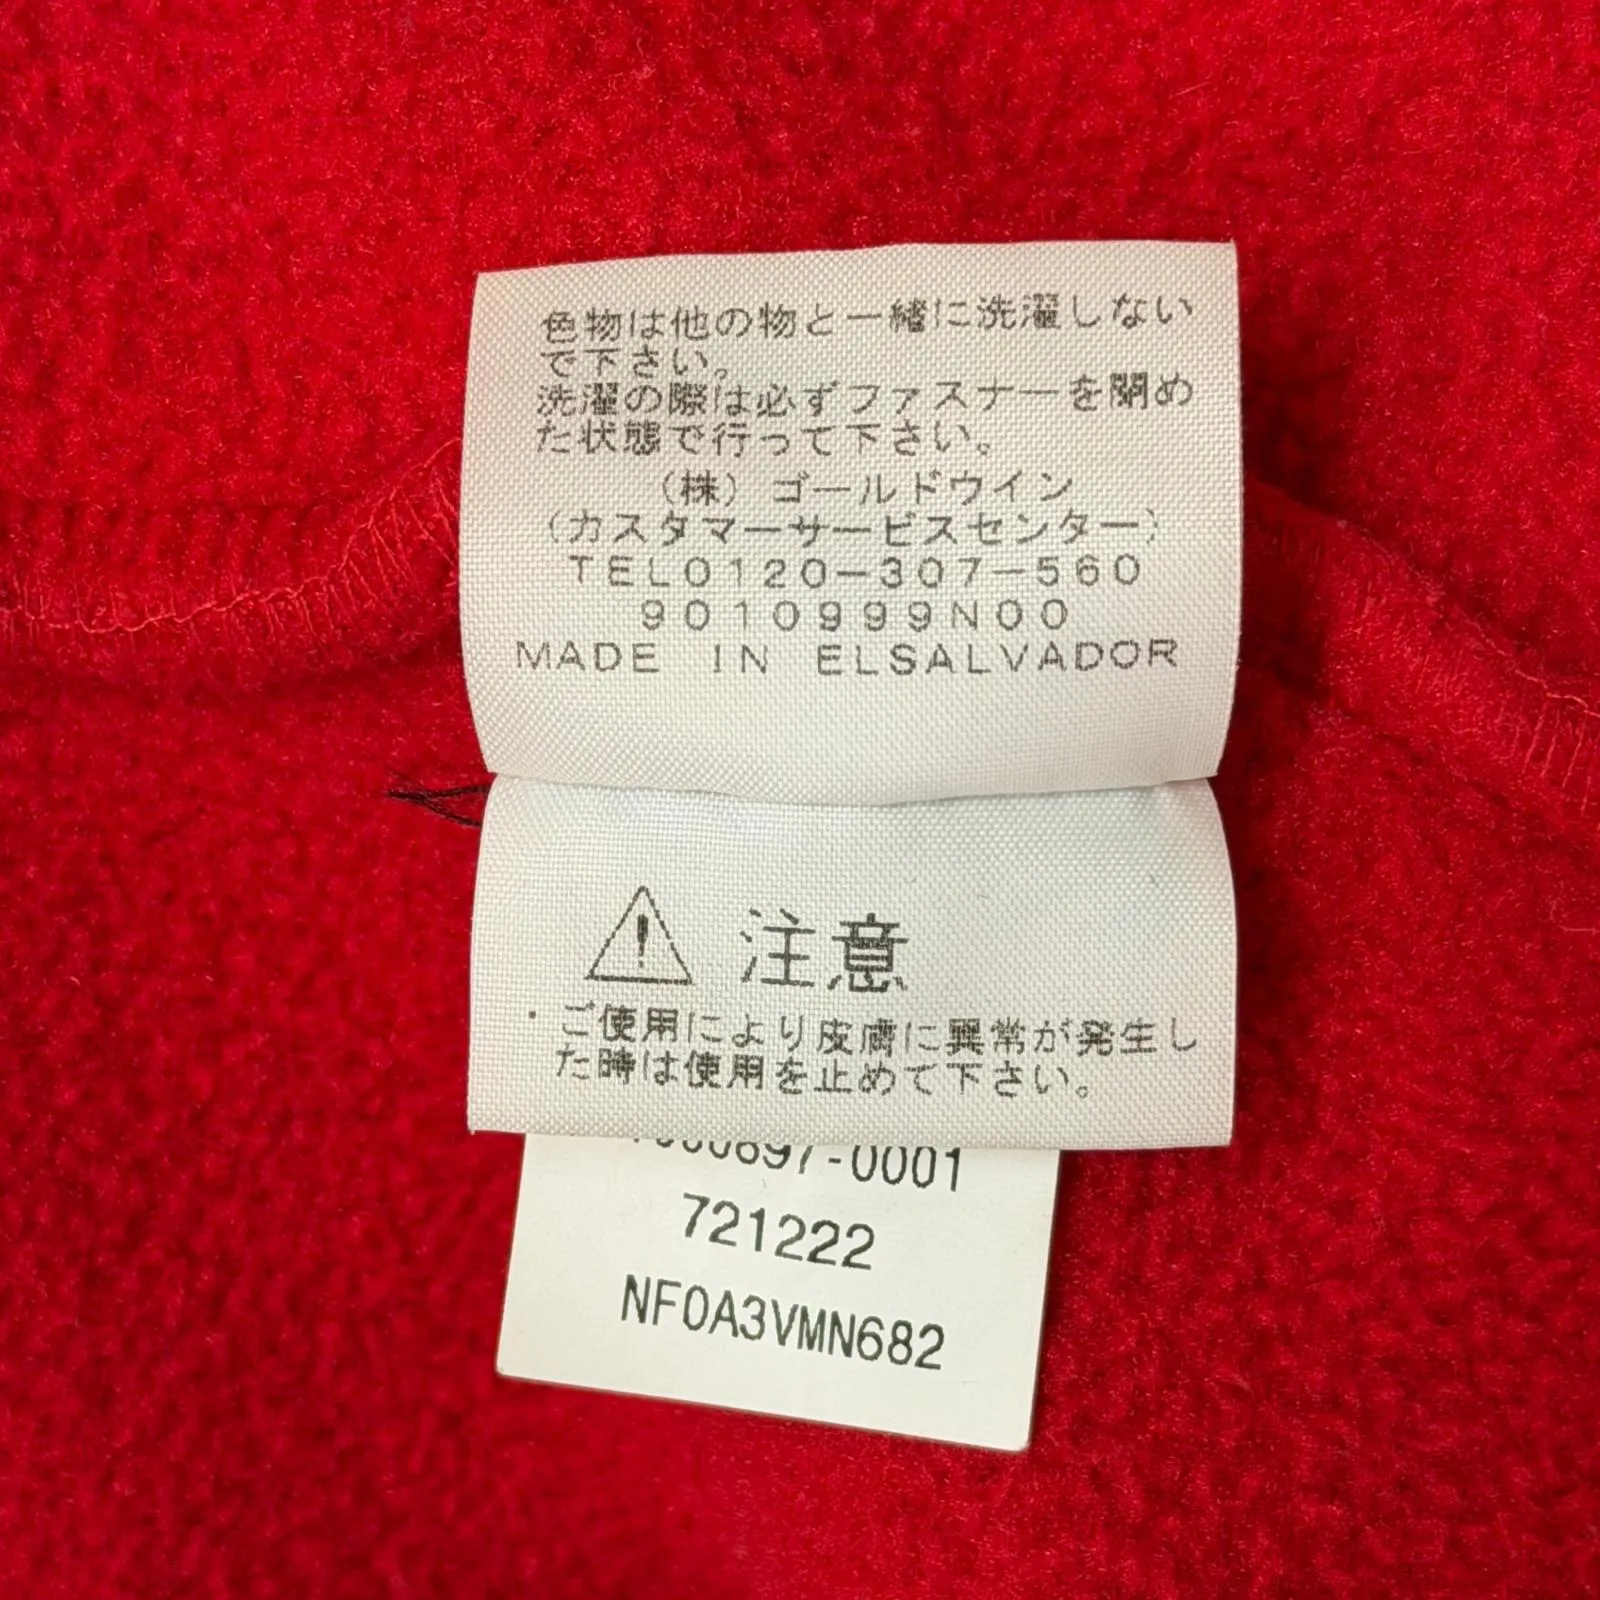 色物は他の物と一緒に洗濯しない
で下さい。
洗濯の際は必ずファスナーを閉め
た状態で行って下さい。
（株）ゴールドウイン
（カスタマーサービスセンター）
TEL0120-307-560
9010999N00
MADE IN ELSALVADOR
注意
ご使用により皮膚に異常が発生し
た時は使用を止めて下さい。
-0001
721222
NF0A3VMN682